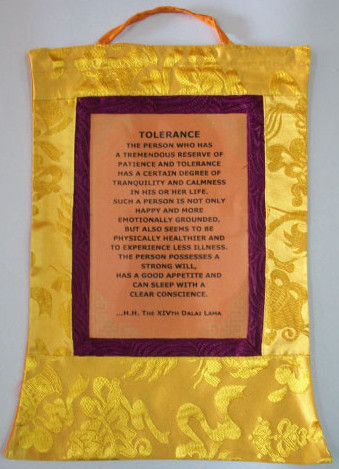 TOLERANCE
THE PERSON WHO HAS
A TREMENDOUS RESERVE OF
PATIENCE AND TOLERANCE
HAS A CERTAIN DEGREE OF
TRANQUILITY AND CALMNESS
IN HIS OR HER LIFE.
SUCH A PERSON IS NOT ONLY
HAPPY AND MORE
EMOTIONALLY GROUNDED,
BUT ALSO SEEMS TO BE
PHYSICALLY HEALTHIER AND
TO EXPERIENCE LESS ILLNESS.
THE PERSON POSSESSES A
STRONG WILL,
HAS A GOOD APPETITE AND
CAN SLEEP WITH A
CLEAR CONSCIENCE.
...H.H. THE XIVTH DALAI LAMA